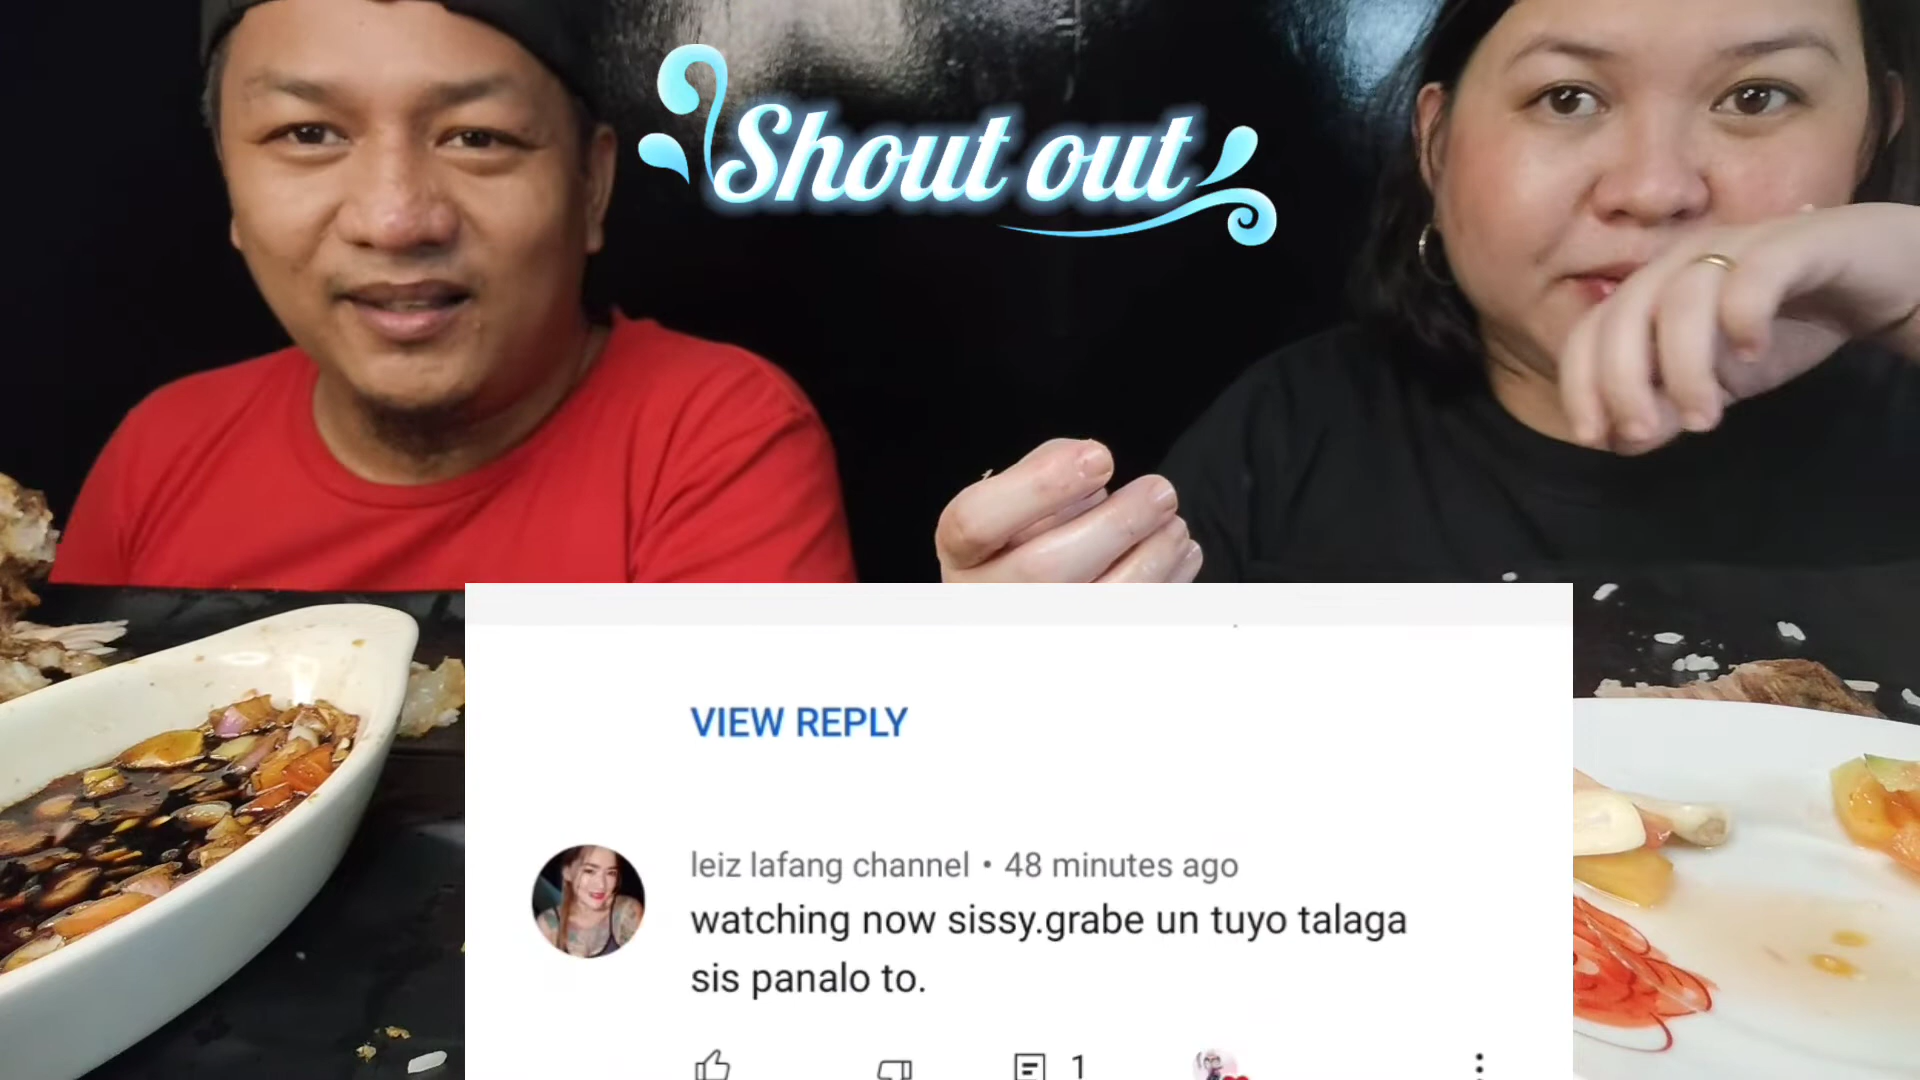 Shout out
VIEW REPLY
leiz lafang channel • 48 minutes ago
watching now sissy.grabe un tuyo talaga
sis panalo to.
1